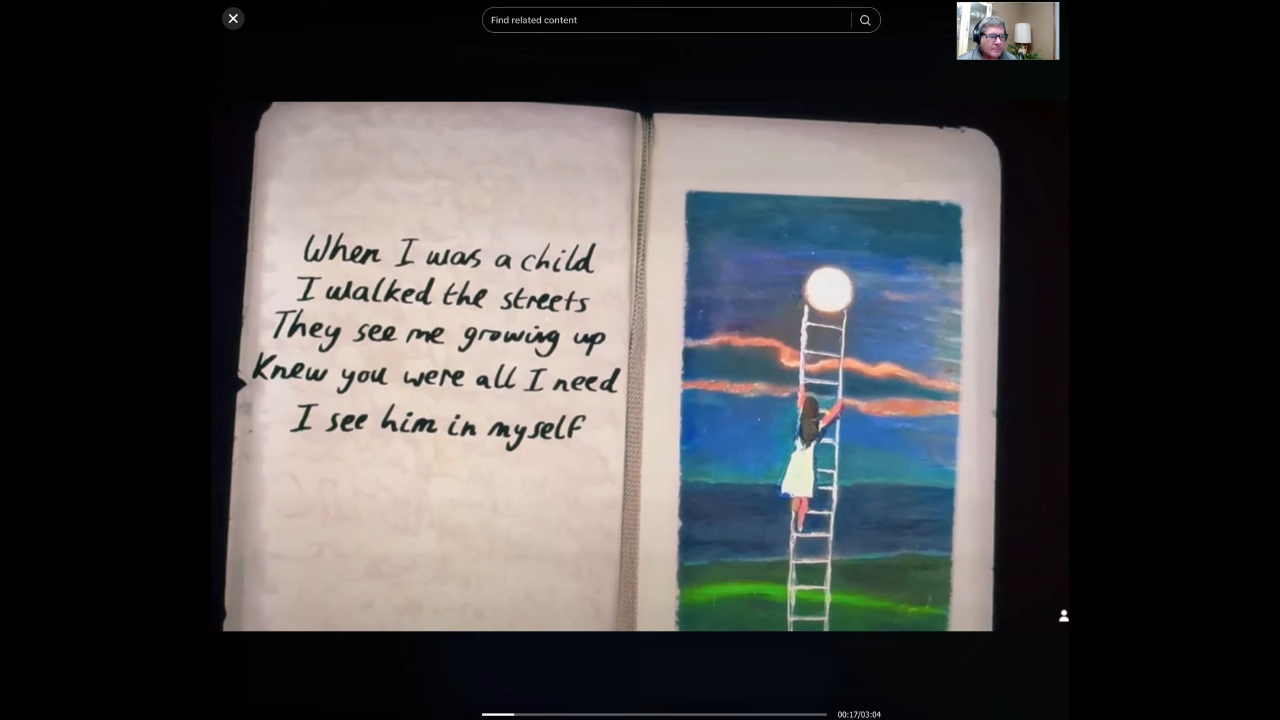 Find related content
When I was a child
I walked the streets
They see me growing up
Knew you were all I need
I see him in myself
00:17/03:04